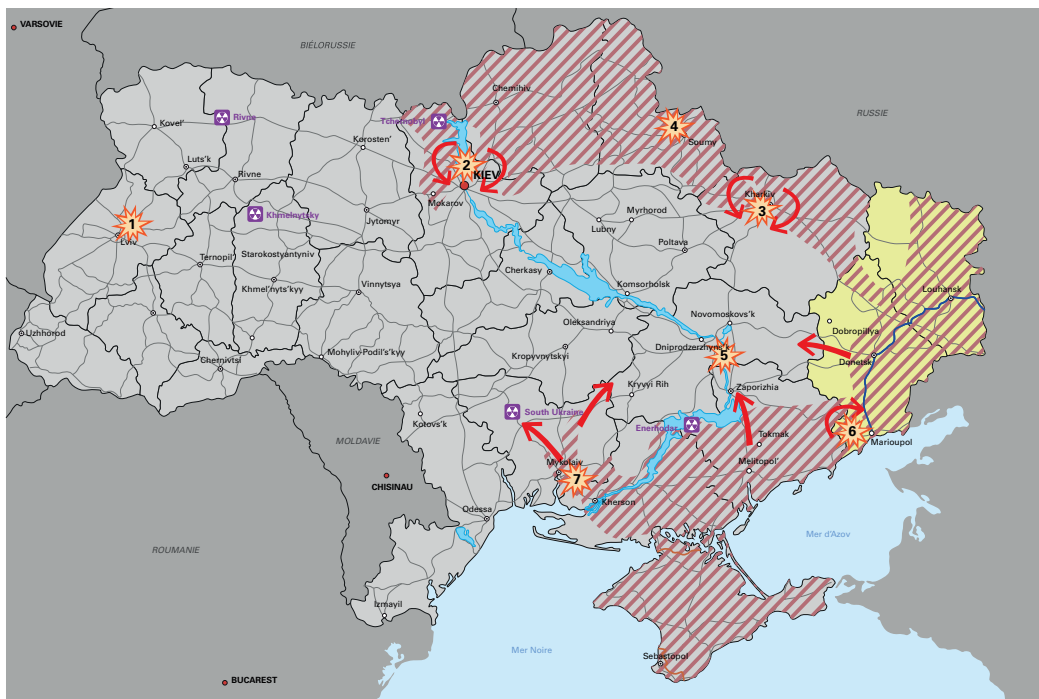 VARSOVIE
BIÉLORUSSIE
RUSSIE
Chernihiv
Kovel'
Rivne
Tchernobyl
4
Soumy
Korosten'
Luts'k
Rivne
2
KIEV
Kharkiv
3
Mokarov
1
Lviv
Khmelnytsky
Jytomyr
Myrhorod
Lubny
Poltava
Ternopil'
Starokostyantyniv
Cherkasy
Khmel'nyts'kyy
Vinnytsya
Komsorholsk
Louhansk
Novomoskovs'k
Oleksandriya
Dobropillya
Uzhhorod
Chernivtsi
Mohyliv-Podil's'kyy
Kropyvnytskyi
Dniprodzerzhyns'k
5
Donetsk
Kryvyi Rih
Zaporizhia
South Ukraine
Kotovs'k
Enerhodar
Tokmak
6
Marioupol
MOLDAVIE
Mykolaiv
Melitopol'
7
CHISINAU
Kherson
Odessa
Mer d'Azov
ROUMANIE
Izmayil
Mer Noire
Sebastopol
BUCAREST